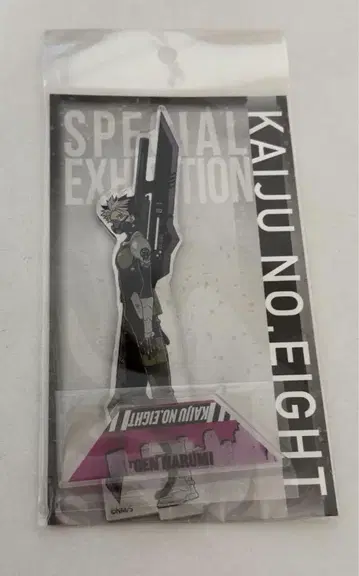 SPECIAL
EXHIBITION
KAIJU NO.EIGHT
KAIJU NO.EIGHT
GEN NARUMI